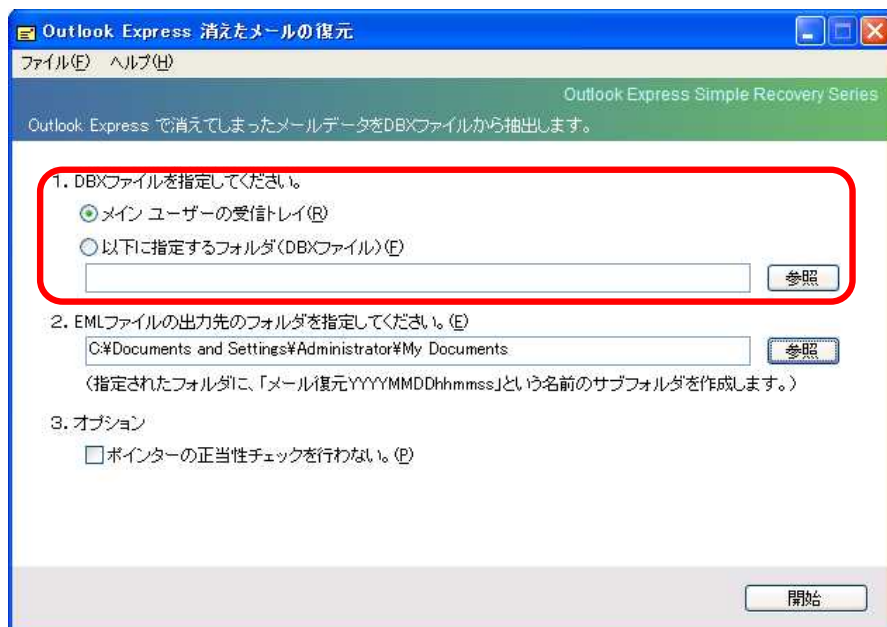 Outlook Express 消えたメールの復元
ファイル(F) ヘルプ(H)
Outlook Express Simple Recovery Series
Outlook Express で消えてしまったメールデータをDBXファイルから抽出します。
1. DBXファイルを指定してください。
メイン ユーザーの受信トレイ(R)
以下に指定するフォルダ(DBXファイル)(F)
参照
2. EMLファイルの出力先のフォルダを指定してください。(E)
C:¥Documents and Settings¥Administrator¥My Documents
参照
(指定されたフォルダに、「メール復元YYYYMMDDhhmmss」という名前のサブフォルダを作成します。)
3. オプション
ポインターの正当性チェックを行わない。(P)
開始